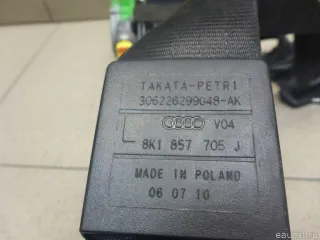 TAKATA-PETRI
306226299048-AK
V04
8K1 857 705 J
MADE IN POLAND
06 07 10